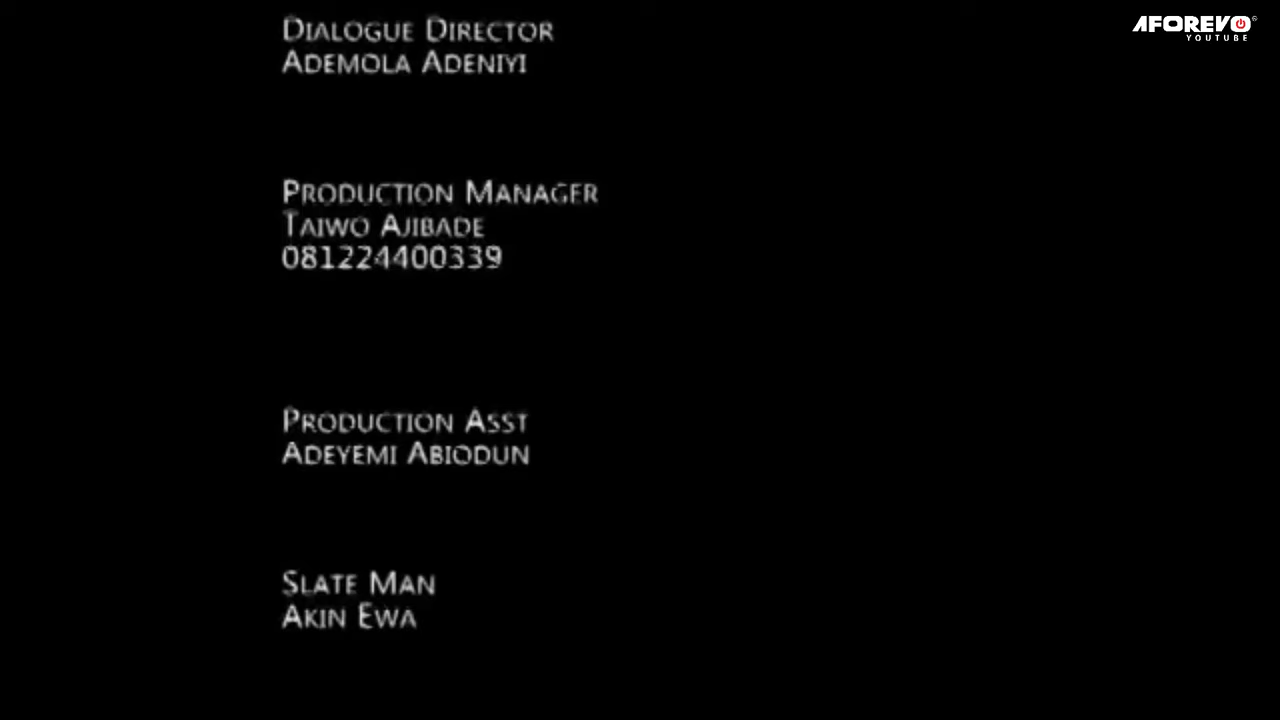 DIALOGUE DIRECTOR
ADEMOLA ADENIYI
AFOREVO
YOUTUBE
PRODUCTION MANAGER
TAIWO AJIBADE
081224400339
PRODUCTION ASST
ADEYEMI ABIODUN
SLATE MAN
AKIN EWA